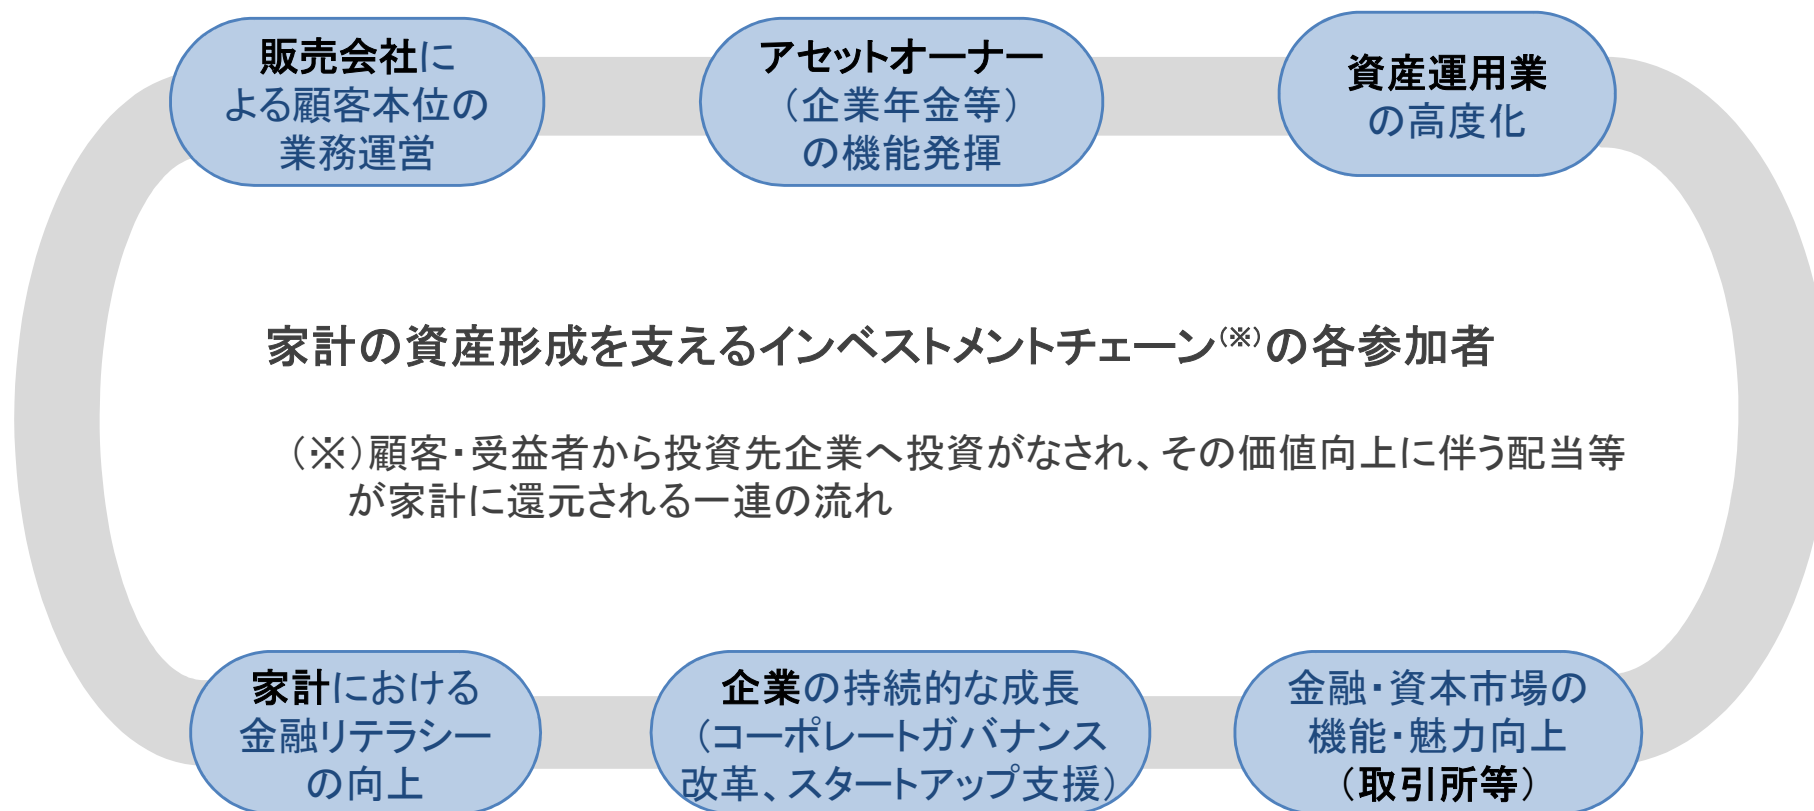 販売会社に
よる顧客本位の
業務運営
アセットオーナー
（企業年金等）
の機能発揮
資産運用業
の高度化
家計の資産形成を支えるインベストメントチェーン(※)の各参加者
（※）顧客・受益者から投資先企業へ投資がなされ、その価値向上に伴う配当等
が家計に還元される一連の流れ
家計における
金融リテラシー
の向上
企業の持続的な成長
（コーポレートガバナンス
改革、スタートアップ支援）
金融・資本市場の
機能・魅力向上
（取引所等）